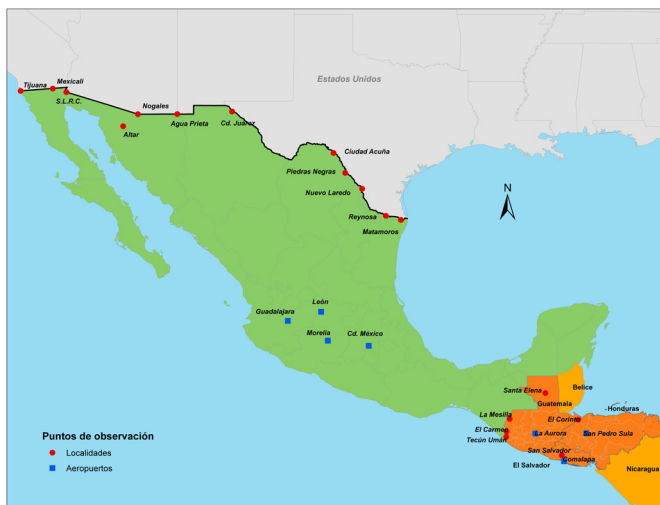 Estados Unidos
Tijuana
Mexicali
S.L.R.C.
Nogales
Altar
Agua Prieta
Cd. Juárez
Ciudad Acuña
Piedras Negras
Nuevo Laredo
Reynosa
Matamoros
N
León
Guadalajara
Morelia
Cd. México
Santa Elena
Belice
Guatemala
Honduras
La Mesilla
El Corinto
El Carmen
La Aurora
San Pedro Sula
Tecún Umán
San Salvador
Comalapa
El Salvador
Nicaragua
Puntos de observación
Localidades
Aeropuertos